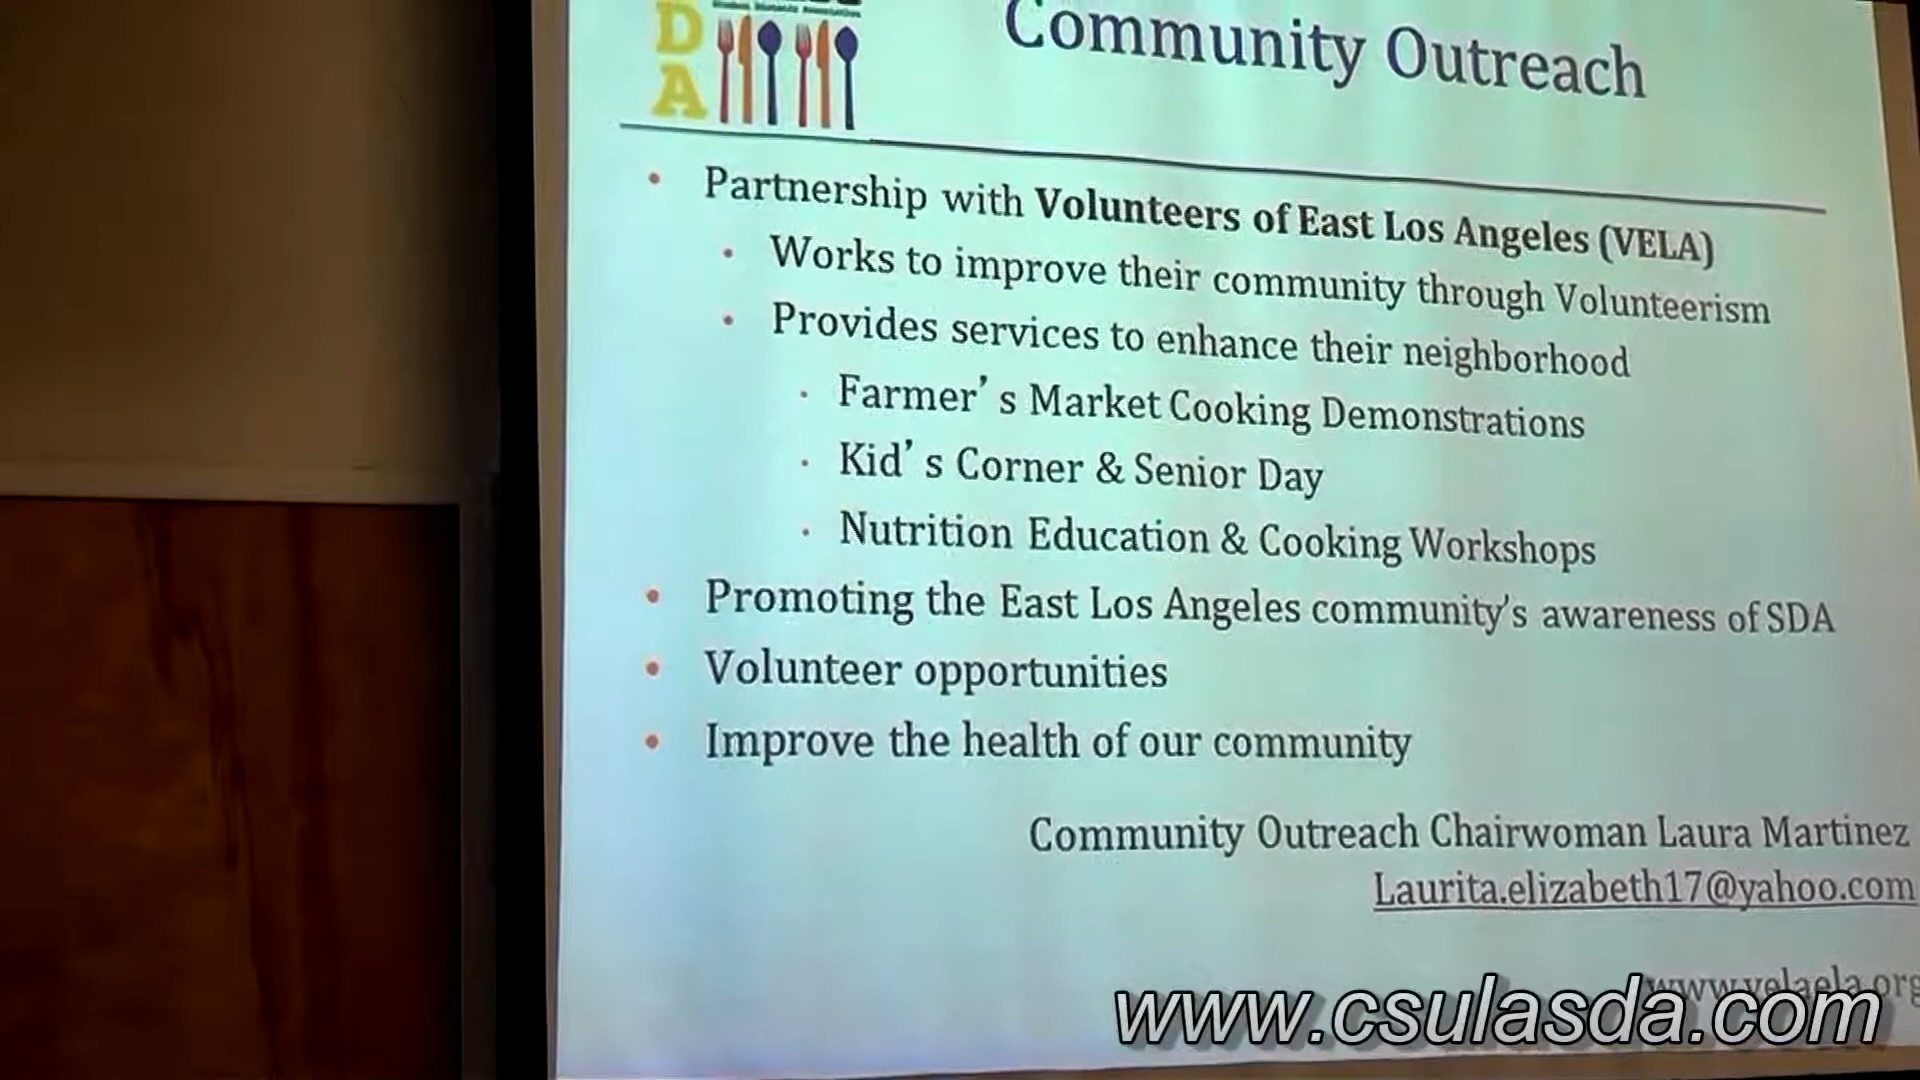 Community Outreach
D
A
• Partnership with Volunteers of East Los Angeles (VELA)
• Works to improve their community through Volunteerism
• Provides services to enhance their neighborhood
• Farmer's Market Cooking Demonstrations
• Kid's Corner & Senior Day
• Nutrition Education & Cooking Workshops
• Promoting the East Los Angeles community's awareness of SDA
• Volunteer opportunities
• Improve the health of our community
Community Outreach Chairwoman Laura Martinez
Laurita.elizabeth17@yahoo.com
www.velaela.org
www.csulasda.com